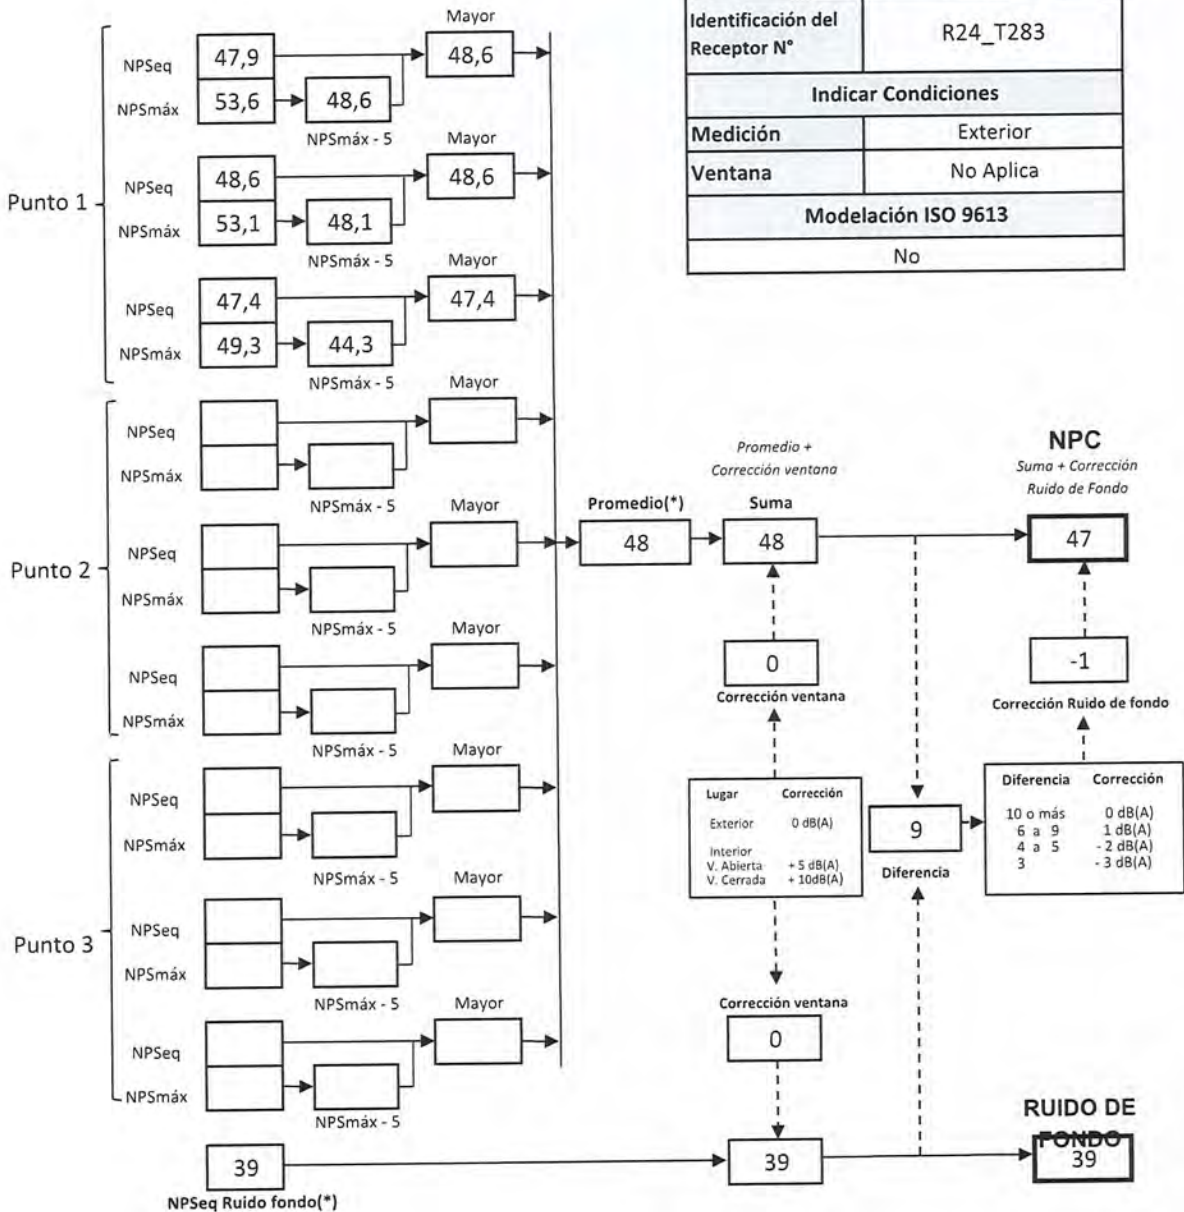 Identificación del Receptor N° R24_T283
Indicar Condiciones
Medición Exterior
Ventana No Aplica
Modelación ISO 9613
No
Punto 1
Mayor
NPSeq 47,9 48,6
NPSmáx 53,6 48,6
NPSmáx - 5
Mayor
NPSeq 48,6 48,6
NPSmáx 53,1 48,1
NPSmáx - 5
Mayor
NPSeq 47,4 47,4
NPSmáx 49,3 44,3
NPSmáx - 5
Punto 2
Mayor
NPSeq
NPSmáx
NPSmáx - 5
Mayor
NPSeq
NPSmáx
NPSmáx - 5
Mayor
NPSeq
NPSmáx
NPSmáx - 5
Punto 3
Mayor
NPSeq
NPSmáx
NPSmáx - 5
Mayor
NPSeq
NPSmáx
NPSmáx - 5
Mayor
NPSeq
NPSmáx
NPSmáx - 5
Promedio(*)
48
Promedio +
Corrección ventana
Suma
48
NPC
Suma + Corrección
Ruido de Fondo
47
0
Corrección ventana
-1
Corrección Ruido de fondo
Lugar Corrección
Exterior 0 dB(A)
Interior
V. Abierta + 5 dB(A)
V. Cerrada + 10dB(A)
9
Diferencia
Diferencia Corrección
10 o más 0 dB(A)
6 a 9 1 dB(A)
4 a 5 - 2 dB(A)
3 - 3 dB(A)
Corrección ventana
0
39
NPSeq Ruido fondo(*)
39
RUIDO DE
FONDO
39